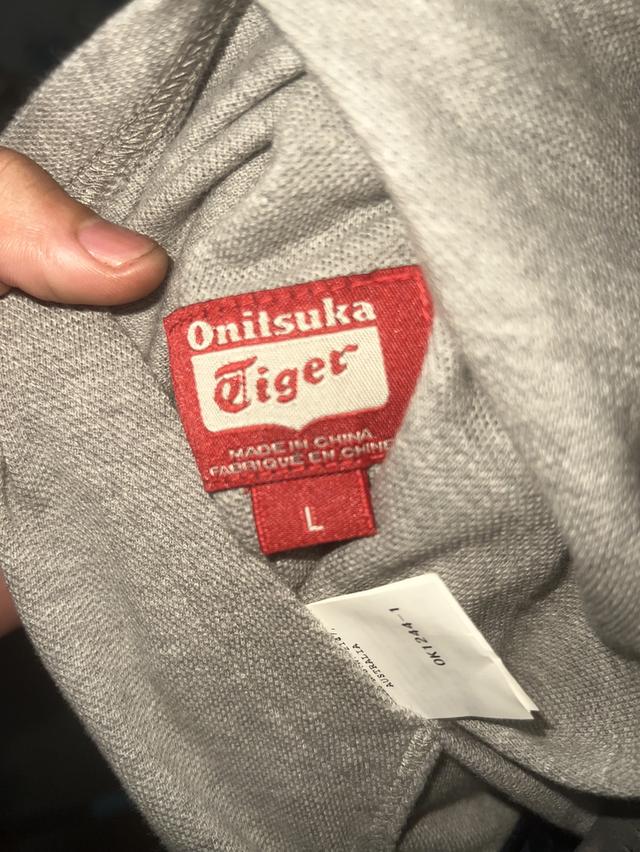 Onitsuka
Tiger
MADE IN CHINA
FABRIQUÉ EN CHINE
L
OK1244-1
AUSTRALIA